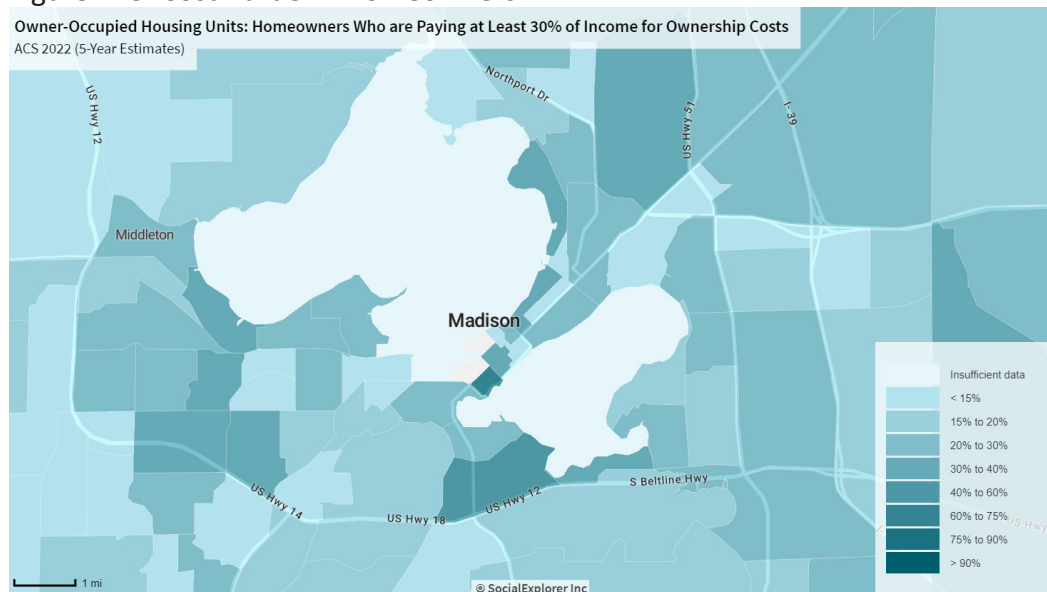 Owner-Occupied Housing Units: Homeowners Who are Paying at Least 30% of Income for Ownership Costs
ACS 2022 (5-Year Estimates)
Northport Dr
US Hwy 12
US Hwy 51
I- 39
Middleton
Madison
Insufficient data
< 15%
15% to 20%
20% to 30%
30% to 40%
40% to 60%
60% to 75%
75% to 90%
> 90%
S Beltline Hwy
US Hwy 14
US Hwy 12
US Hwy 18
US Hwy
1 mi
© SocialExplorer Inc